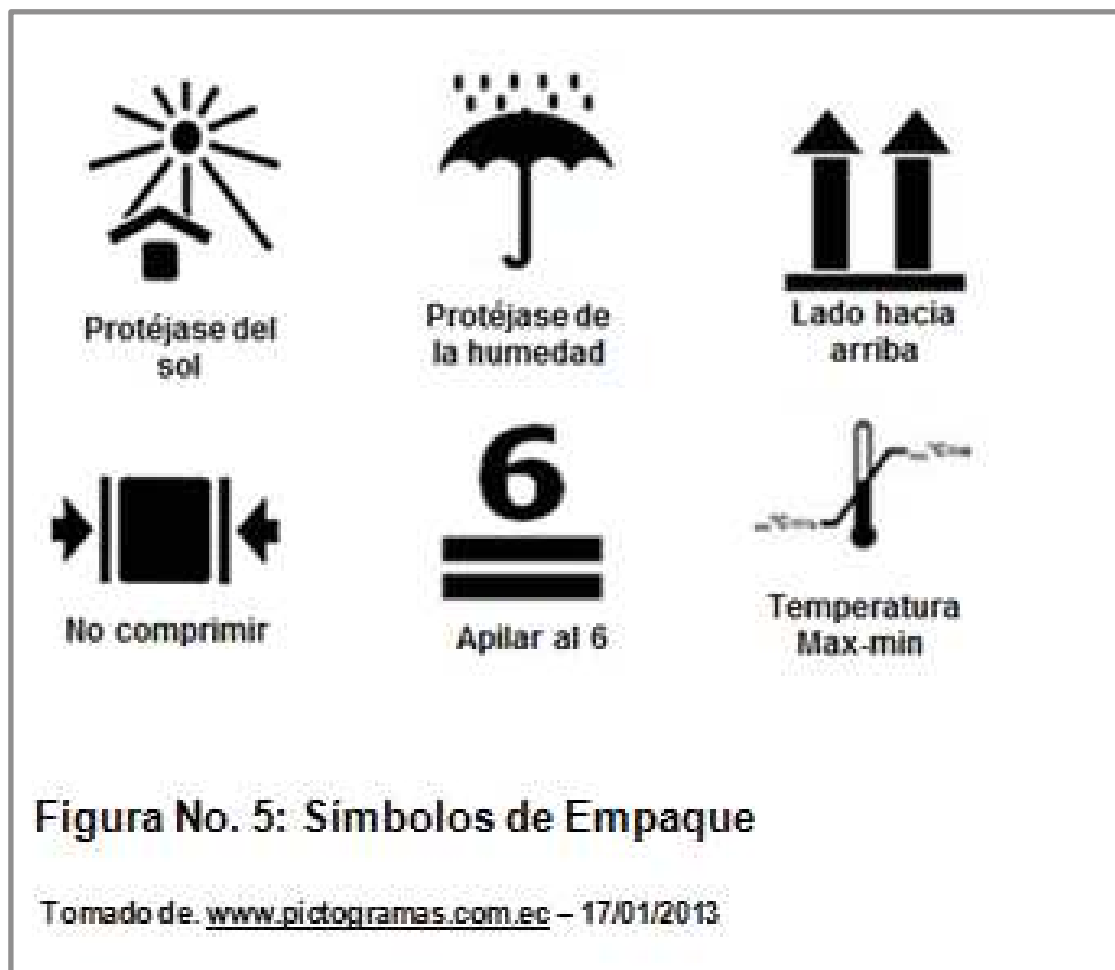 Protéjase del
sol
Protéjase de
la humedad
Lado hacia
arriba
No comprimir
6
Apilar al 6
Temperatura
Max-min
Figura No. 5: Símbolos de Empaque
Tomado de. www.pictogramas.com.ec – 17/01/2013